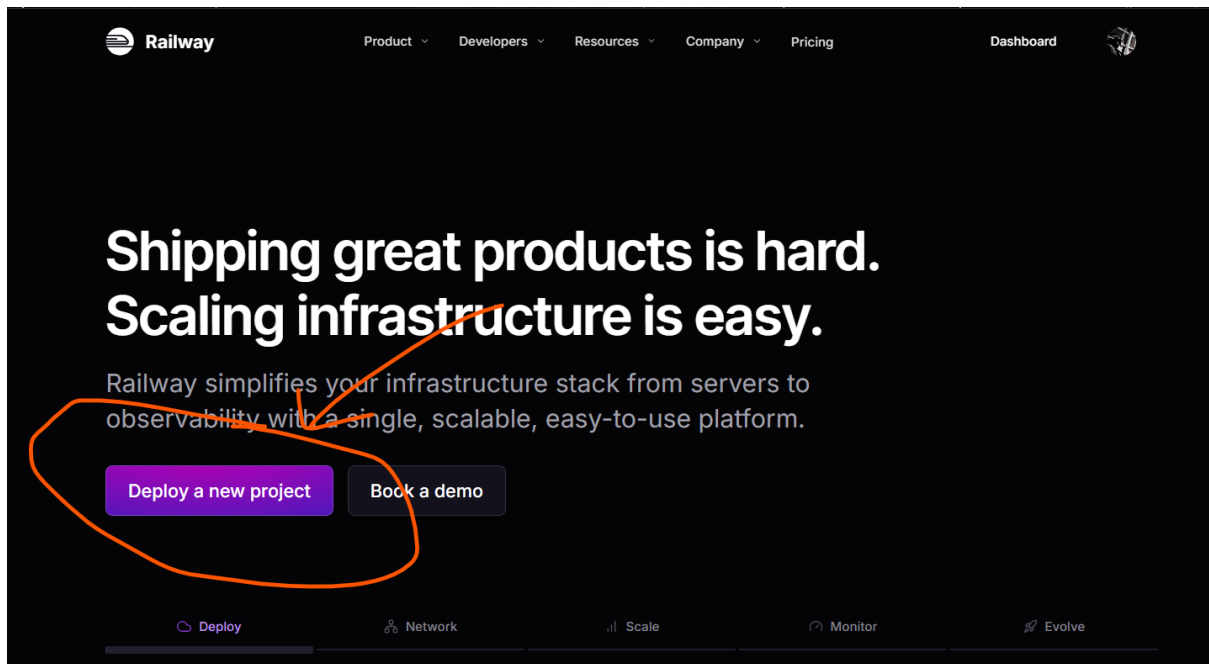 Railway
Product
Developers
Resources
Company
Pricing
Dashboard
Shipping great products is hard.
Scaling infrastructure is easy.
Railway simplifies your infrastructure stack from servers to
observability with a single, scalable, easy-to-use platform.
Deploy a new project
Book a demo
Deploy
Network
Scale
Monitor
Evolve